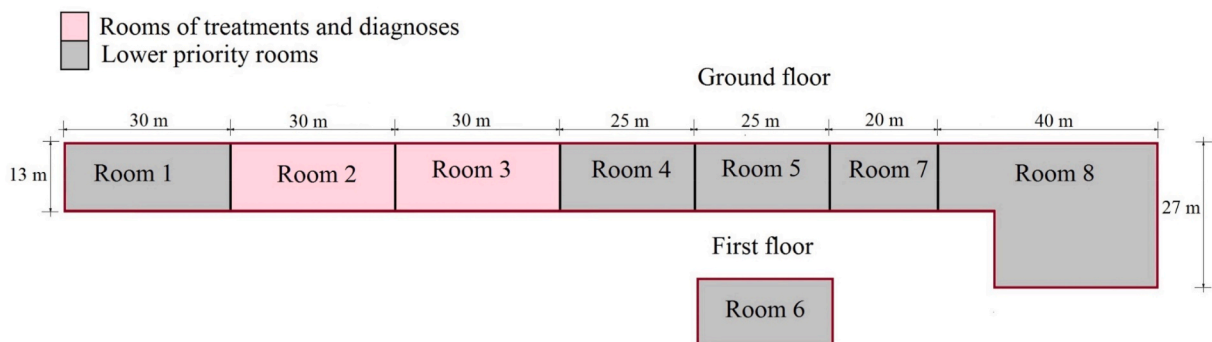 Rooms of treatments and diagnoses
Lower priority rooms
Ground floor
30 m 30 m 30 m 25 m 25 m 20 m 40 m
13 m Room 1 Room 2 Room 3 Room 4 Room 5 Room 7 Room 8
27 m
First floor
Room 6